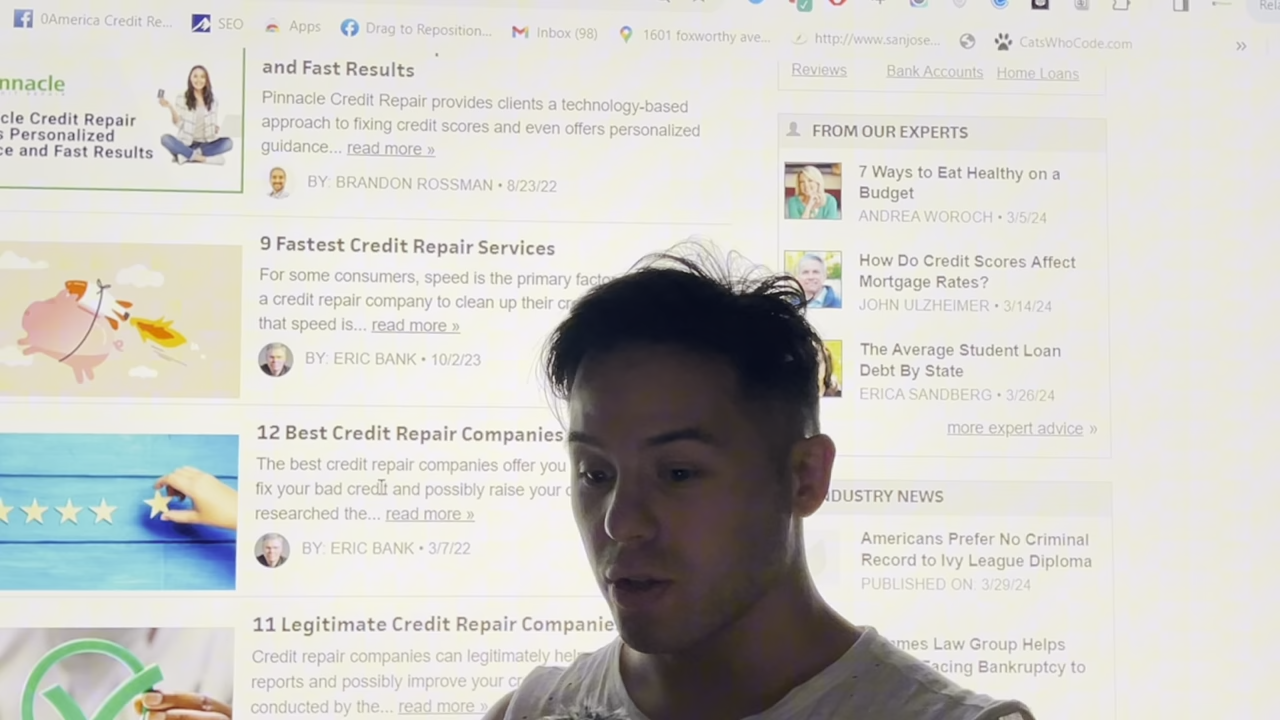 0America Credit Re...
SEO
Apps
Drag to Reposition...
Inbox (98)
1601 foxworthy ave...
http://www.sanjose...
CatsWhoCode.com
»
Rela
nnacle
cle Credit Repair
s Personalized
ce and Fast Results
and Fast Results
Pinnacle Credit Repair provides clients a technology-based
approach to fixing credit scores and even offers personalized
guidance... read more »
BY: BRANDON ROSSMAN • 8/23/22
9 Fastest Credit Repair Services
For some consumers, speed is the primary facto
a credit repair company to clean up their cre
that speed is... read more »
BY: ERIC BANK • 10/2/23
12 Best Credit Repair Companies
The best credit repair companies offer you
fix your bad credit and possibly raise your c
researched the... read more »
BY: ERIC BANK • 3/7/22
11 Legitimate Credit Repair Companie
Credit repair companies can legitimately help
reports and possibly improve your cr
conducted by the... read more »
Reviews
Bank Accounts
Home Loans
FROM OUR EXPERTS
7 Ways to Eat Healthy on a
Budget
ANDREA WOROCH • 3/5/24
How Do Credit Scores Affect
Mortgage Rates?
JOHN ULZHEIMER • 3/14/24
The Average Student Loan
Debt By State
ERICA SANDBERG • 3/26/24
more expert advice »
DUSTRY NEWS
Americans Prefer No Criminal
Record to Ivy League Diploma
PUBLISHED ON: 3/29/24
mes Law Group Helps
Facing Bankruptcy to